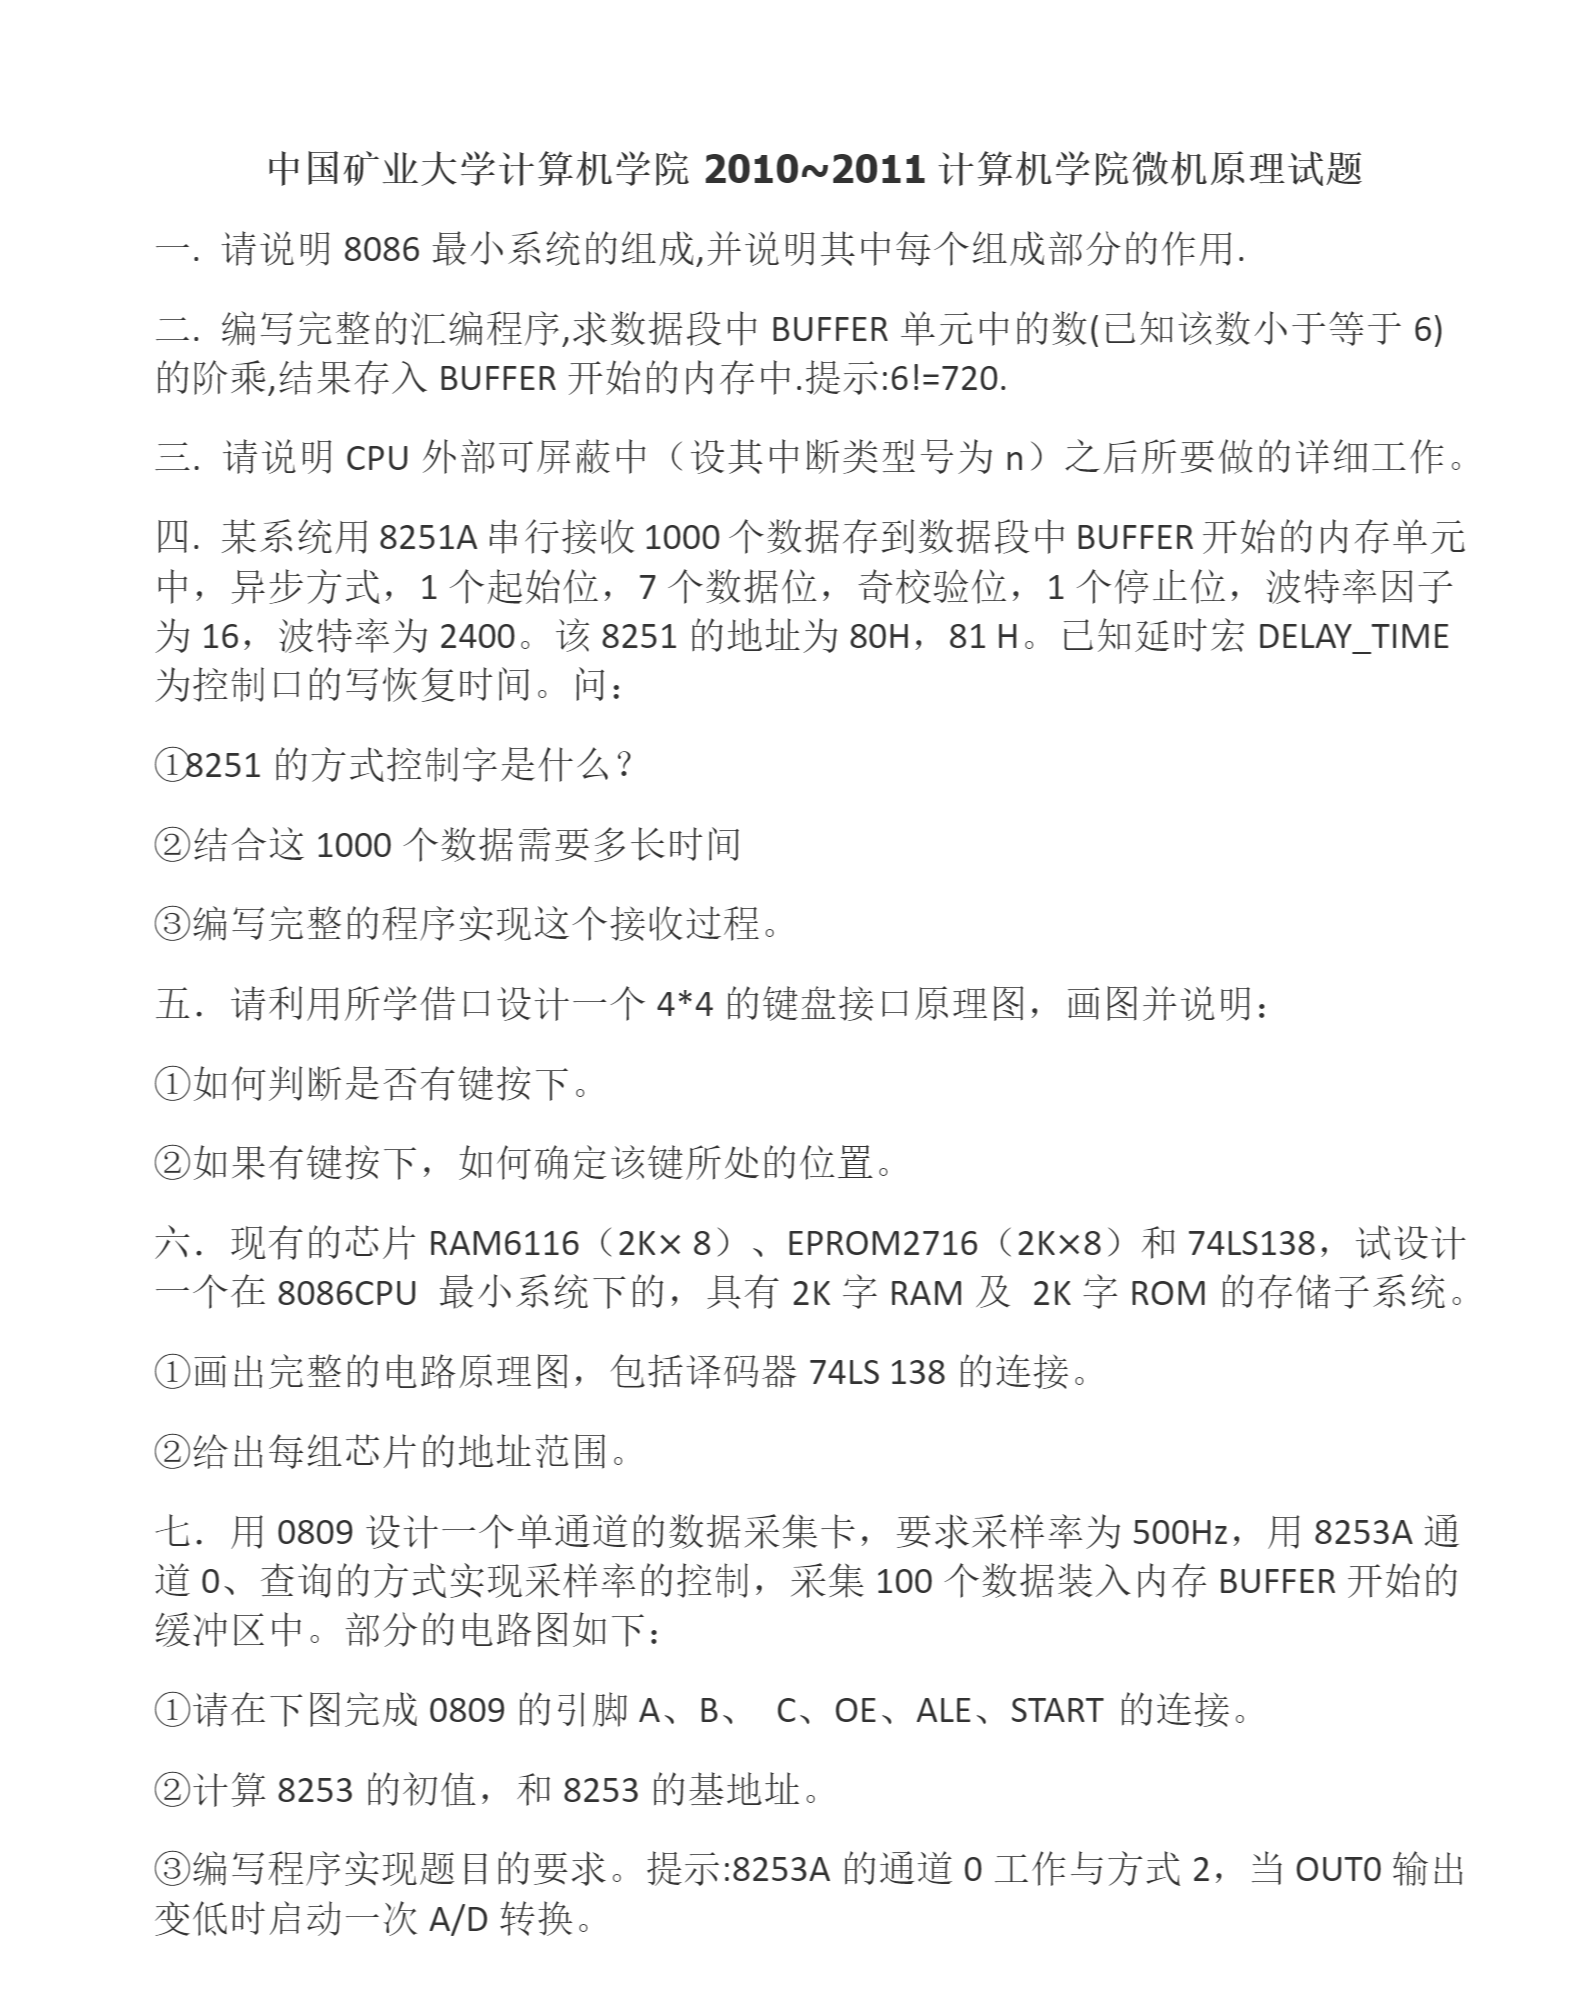 中国矿业大学计算机学院 2010~2011 计算机学院微机原理试题
一. 请说明 8086 最小系统的组成,并说明其中每个组成部分的作用.
二. 编写完整的汇编程序,求数据段中 BUFFER 单元中的数(已知该数小于等于 6)
的阶乘,结果存入 BUFFER 开始的内存中.提示:6!=720.
三. 请说明 CPU 外部可屏蔽中（设其中断类型号为 n）之后所要做的详细工作。
四. 某系统用 8251A 串行接收 1000 个数据存到数据段中 BUFFER 开始的内存单元
中，异步方式，1 个起始位，7 个数据位，奇校验位，1 个停止位，波特率因子
为 16，波特率为 2400。该 8251 的地址为 80H，81 H。已知延时宏 DELAY_TIME
为控制口的写恢复时间。问：
①8251 的方式控制字是什么？
②结合这 1000 个数据需要多长时间
③编写完整的程序实现这个接收过程。
五．请利用所学借口设计一个 4*4 的键盘接口原理图，画图并说明：
①如何判断是否有键按下。
②如果有键按下，如何确定该键所处的位置。
六．现有的芯片 RAM6116（2K× 8）、EPROM2716（2K×8）和 74LS138，试设计
一个在 8086CPU 最小系统下的，具有 2K 字 RAM 及 2K 字 ROM 的存储子系统。
①画出完整的电路原理图，包括译码器 74LS 138 的连接。
②给出每组芯片的地址范围。
七．用 0809 设计一个单通道的数据采集卡，要求采样率为 500Hz，用 8253A 通
道 0、查询的方式实现采样率的控制，采集 100 个数据装入内存 BUFFER 开始的
缓冲区中。部分的电路图如下：
①请在下图完成 0809 的引脚 A、B、 C、OE、ALE、START 的连接。
②计算 8253 的初值，和 8253 的基地址。
③编写程序实现题目的要求。提示:8253A 的通道 0 工作与方式 2，当 OUT0 输出
变低时启动一次 A/D 转换。